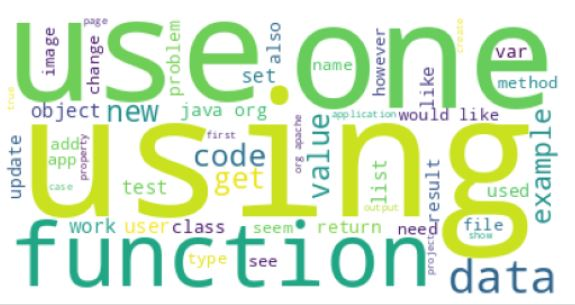 use
one
using
function
data
code
get
new
value
example
image
page
change
problem
set
also
name
however
like
create
var
method
true
object
java org
application
would like
update
add
app
property
first
org apache
case
test
list
output
result
used
work
user
class
seem
return
need
project
file
show
type
see